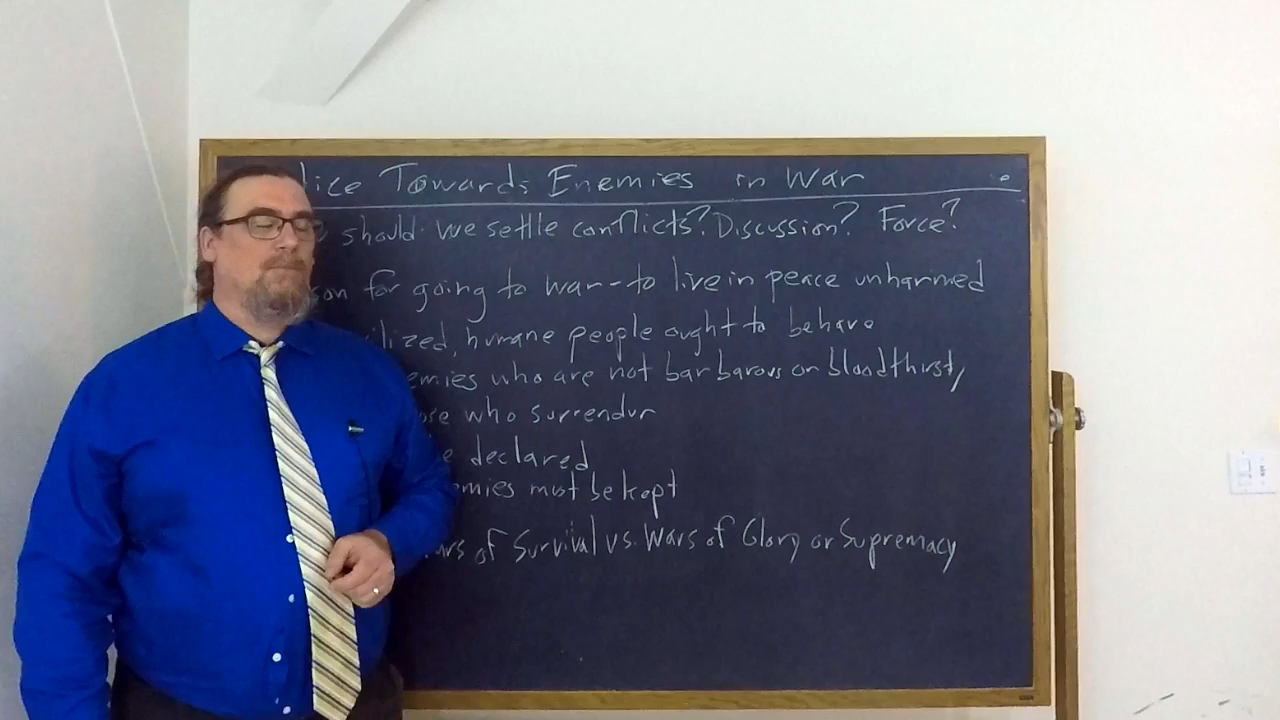 lice Towards Enemies in War
should we settle conflicts? Discussion? Force?
son for going to war - to live in peace unharmed
ilized, humane people ought to behave
emies who are not barbarous or bloodthirsty
ose who surrender
e declared
emies must be kept
ars of Survival vs. Wars of Glory or Supremacy